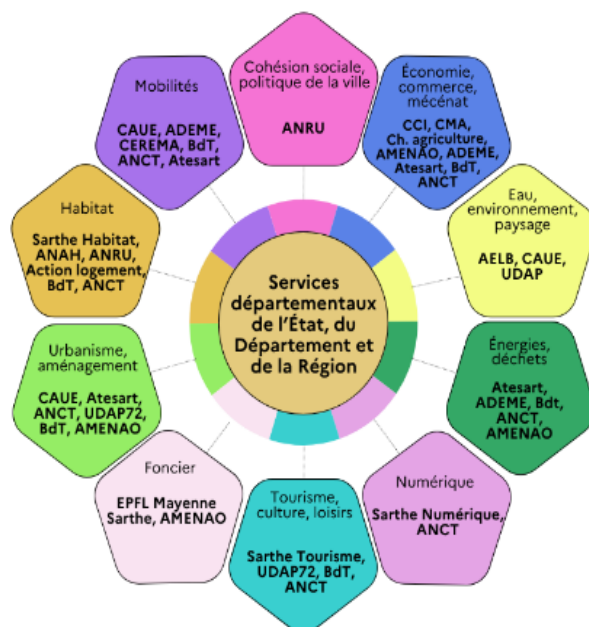 Cohésion sociale,
politique de la ville
ANRU
Économie,
commerce,
mécénat
CCI, CMA,
Ch. agriculture,
AMENAO, ADEME,
Atesart, BdT,
ANCT
Eau,
environnement,
paysage
AELB, CAUE,
UDAP
Énergies,
déchets
Atesart,
ADEME, Bdt,
ANCT,
AMENAO
Numérique
Sarthe Numérique,
ANCT
Tourisme,
culture, loisirs
Sarthe Tourisme,
UDAP72, BdT,
ANCT
Foncier
EPFL Mayenne
Sarthe, AMENAO
Urbanisme,
aménagement
CAUE, Atesart,
ANCT, UDAP72,
BdT, AMENAO
Habitat
Sarthe Habitat,
ANAH, ANRU,
Action logement,
BdT, ANCT
Mobilités
CAUE, ADEME,
CEREMA, BdT,
ANCT, Atesart
Services
départementaux
de l'État, du
Département et
de la Région